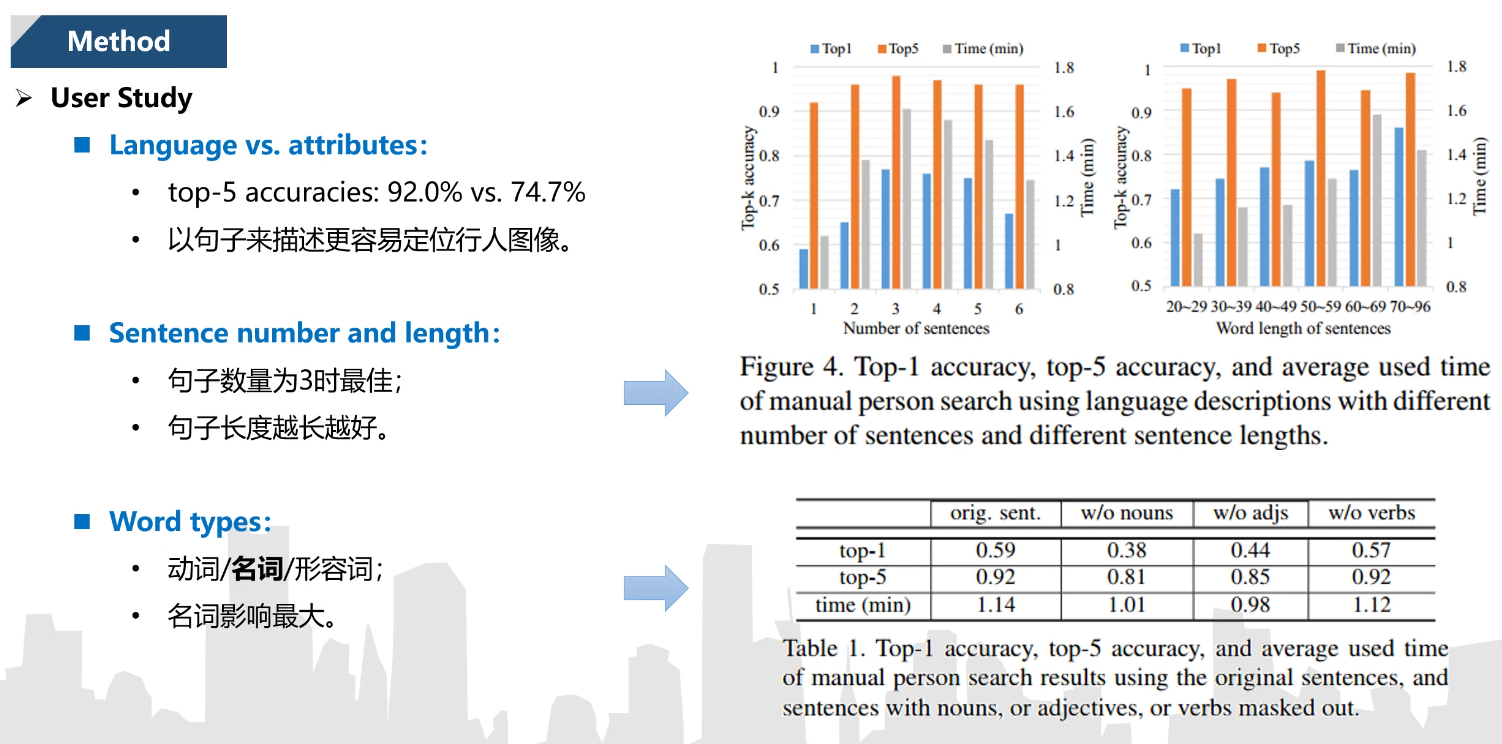 Method
User Study
Language vs. attributes：
• top-5 accuracies: 92.0% vs. 74.7%
• 以句子来描述更容易定位行人图像。
Sentence number and length：
• 句子数量为3时最佳；
• 句子长度越长越好。
Word types：
• 动词/名词/形容词；
• 名词影响最大。
Top1 Top5 Time (min)
1
0.9
0.8
0.7
0.6
0.5
Top-k accuracy
1.8
1.6
1.4
1.2
1
0.8
Time (min)
1 2 3 4 5 6
Number of sentences
Top1 Top5 Time (min)
1
0.9
0.8
0.7
0.6
0.5
Top-k accuracy
1.8
1.6
1.4
1.2
1
0.8
Time (min)
20~29 30~39 40~49 50~59 60~69 70~96
Word length of sentences
Figure 4. Top-1 accuracy, top-5 accuracy, and average used time
of manual person search using language descriptions with different
number of sentences and different sentence lengths.
orig. sent. w/o nouns w/o adjs w/o verbs
top-1 0.59 0.38 0.44 0.57
top-5 0.92 0.81 0.85 0.92
time (min) 1.14 1.01 0.98 1.12
Table 1. Top-1 accuracy, top-5 accuracy, and average used time
of manual person search results using the original sentences, and
sentences with nouns, or adjectives, or verbs masked out.